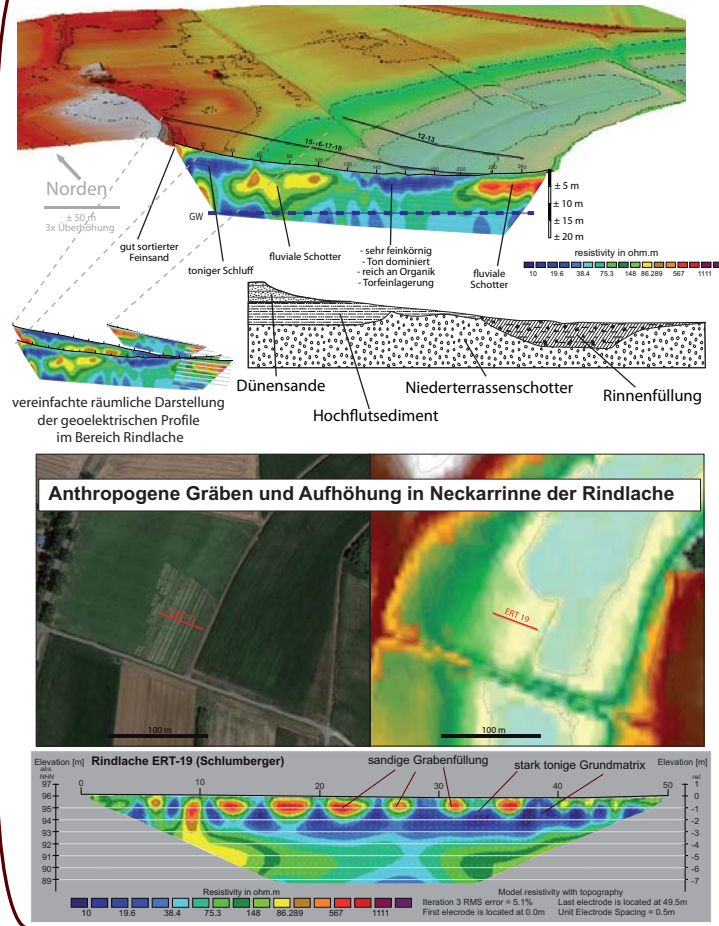 15-16-17-18
12-13
Norden
± 50 m
3x Überhöhung
GW
± 5 m
± 10 m
± 15 m
± 20 m
gut sortierter
Feinsand
toniger Schluff
fluviale Schotter
- sehr feinkörnig
- Ton dominiert
- reich an Organik
- Torfeinlagerung
fluviale
Schotter
resistivity in ohm.m
10 19.6 38.4 75.3 148 86.289 567 1111
Dünensande
Hochflutsediment
Niederterrassenschotter
Rinnenfüllung
vereinfachte räumliche Darstellung
der geoelektrischen Profile
im Bereich Rindlache
Anthropogene Gräben und Aufhöhung in Neckarrinne der Rindlache
ERT 19
ERT 19
100 m
100 m
Elevation [m] Rindlache ERT-19 (Schlumberger) sandige Grabenfüllung stark tonige Grundmatrix Elevation [m]
abs.
NHN
rel.
0 10 20 30 40 50
97 1
96 0
95 -1
94 -2
93 -3
92 -4
91 -5
90 -6
89 -7
Resistivity in ohm.m
10 19.6 38.4 75.3 148 86.289 567 1111
Model resistivity with topography
Iteration 3 RMS error = 5.1% Last electrode is located at 49.5m
First elecrode is located at 0.0m Unit Electrode Spacing = 0.5m